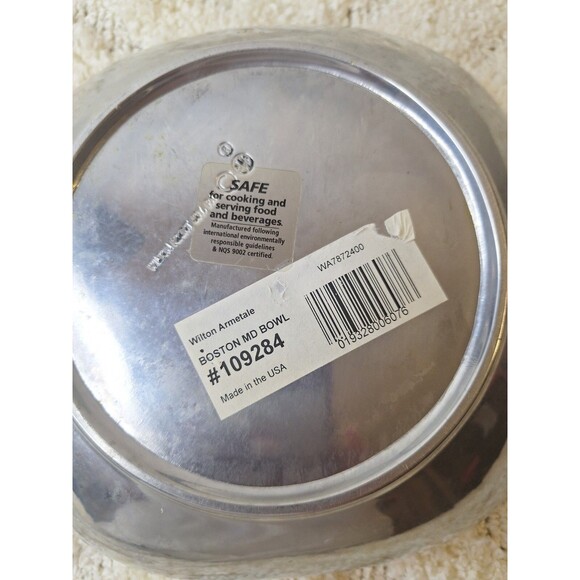 SAFE
for cooking and
serving food
and beverages.
Manufactured following
international environmentally
responsible guidelines
& NQS 9002 certified.
Wilton Armetale
BOSTON MD BOWL
#109284
Made in the USA
WA7872400
019328006076